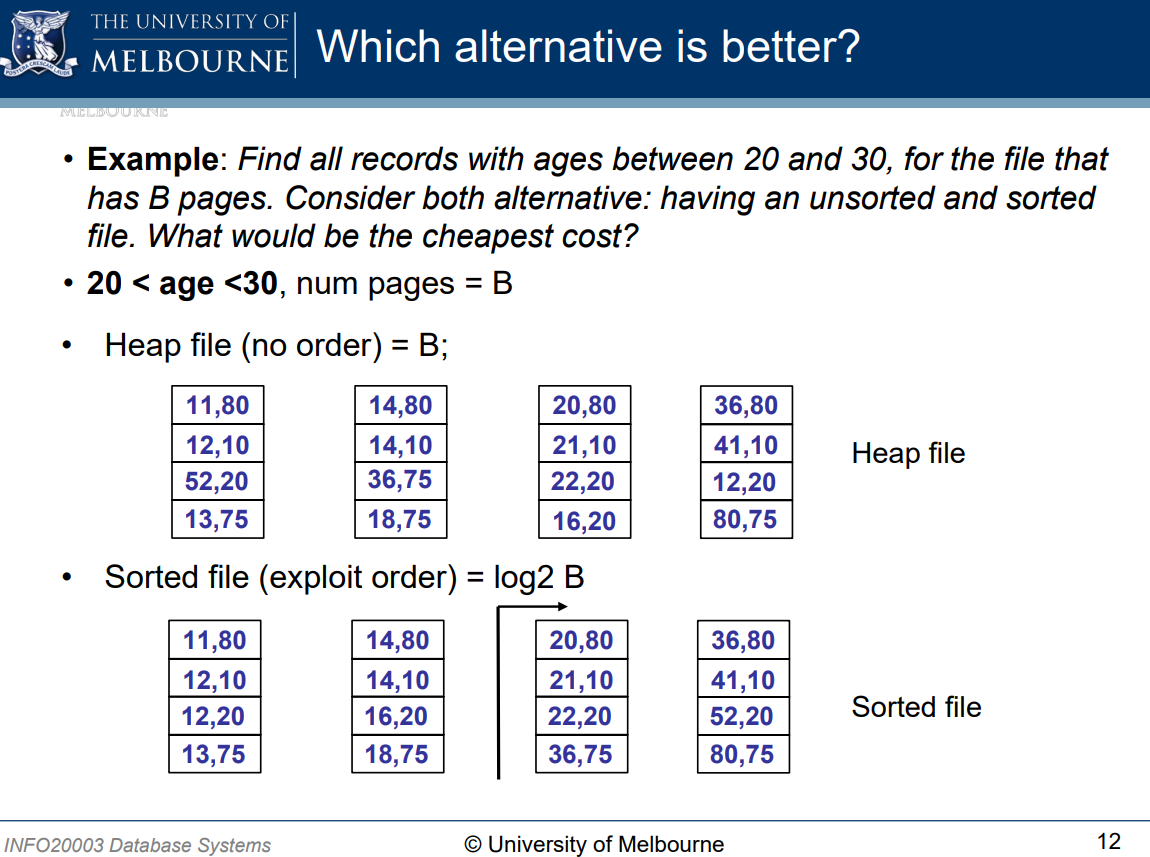 THE UNIVERSITY OF
MELBOURNE
POSTERA CRESCAM LAUDE
Which alternative is better?
MELBOURNE
• Example: Find all records with ages between 20 and 30, for the file that
has B pages. Consider both alternative: having an unsorted and sorted
file. What would be the cheapest cost?
• 20 < age <30, num pages = B
• Heap file (no order) = B;
11,80 14,80 20,80 36,80
12,10 14,10 21,10 41,10
52,20 36,75 22,20 12,20
13,75 18,75 16,20 80,75
Heap file
• Sorted file (exploit order) = log2 B
11,80 14,80 20,80 36,80
12,10 14,10 21,10 41,10
12,20 16,20 22,20 52,20
13,75 18,75 36,75 80,75
Sorted file
INFO20003 Database Systems
© University of Melbourne
12